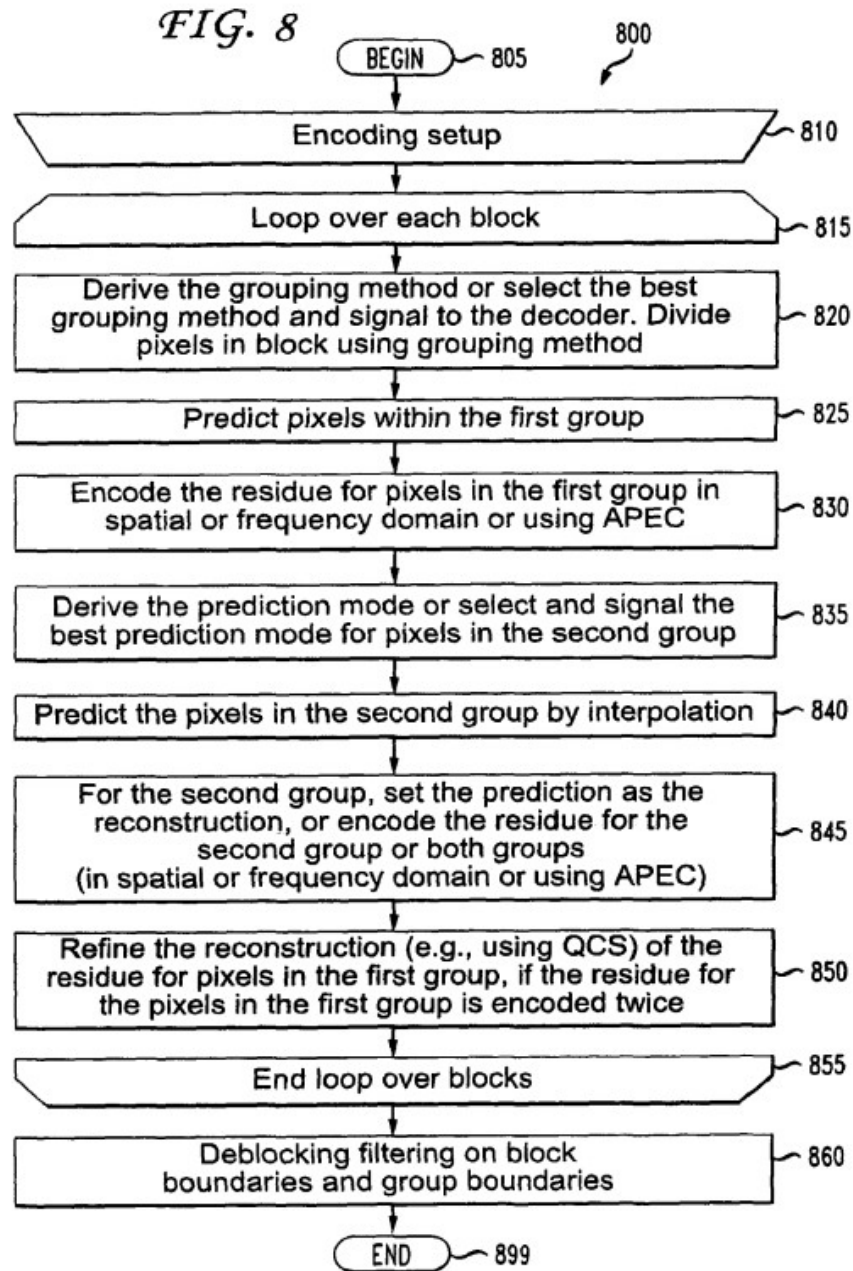 FIG. 8
800
BEGIN 805
Encoding setup 810
Loop over each block 815
Derive the grouping method or select the best
grouping method and signal to the decoder. Divide 820
pixels in block using grouping method
Predict pixels within the first group 825
Encode the residue for pixels in the first group in 830
spatial or frequency domain or using APEC
Derive the prediction mode or select and signal the 835
best prediction mode for pixels in the second group
Predict the pixels in the second group by interpolation 840
For the second group, set the prediction as the
reconstruction, or encode the residue for the 845
second group or both groups
(in spatial or frequency domain or using APEC)
Refine the reconstruction (e.g., using QCS) of the
residue for pixels in the first group, if the residue for 850
the pixels in the first group is encoded twice
End loop over blocks 855
Deblocking filtering on block 860
boundaries and group boundaries
END 899